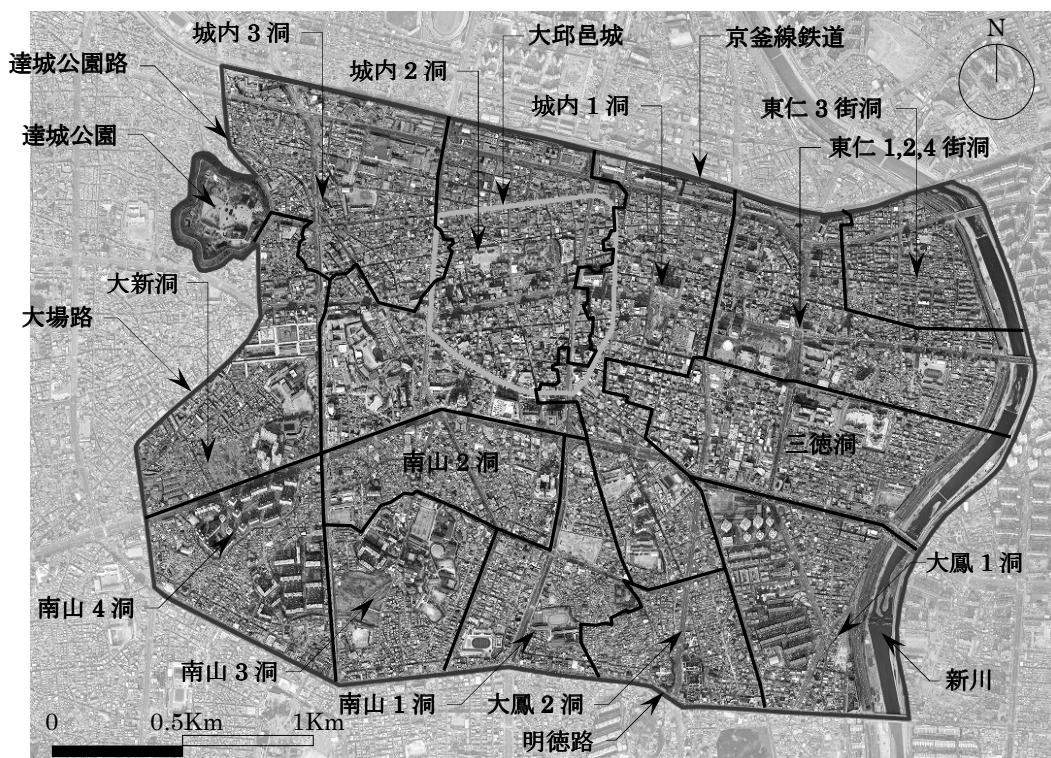 城内 3 洞
大邱邑城
京釜線鉄道
N
達城公園路
城内 2 洞
城内 1 洞
東仁 3 街洞
達城公園
東仁 1,2,4 街洞
大新洞
大場路
三徳洞
南山 2 洞
大鳳 1 洞
南山 4 洞
南山 3 洞
新川
南山 1 洞
大鳳 2 洞
0
0.5Km
1Km
明徳路